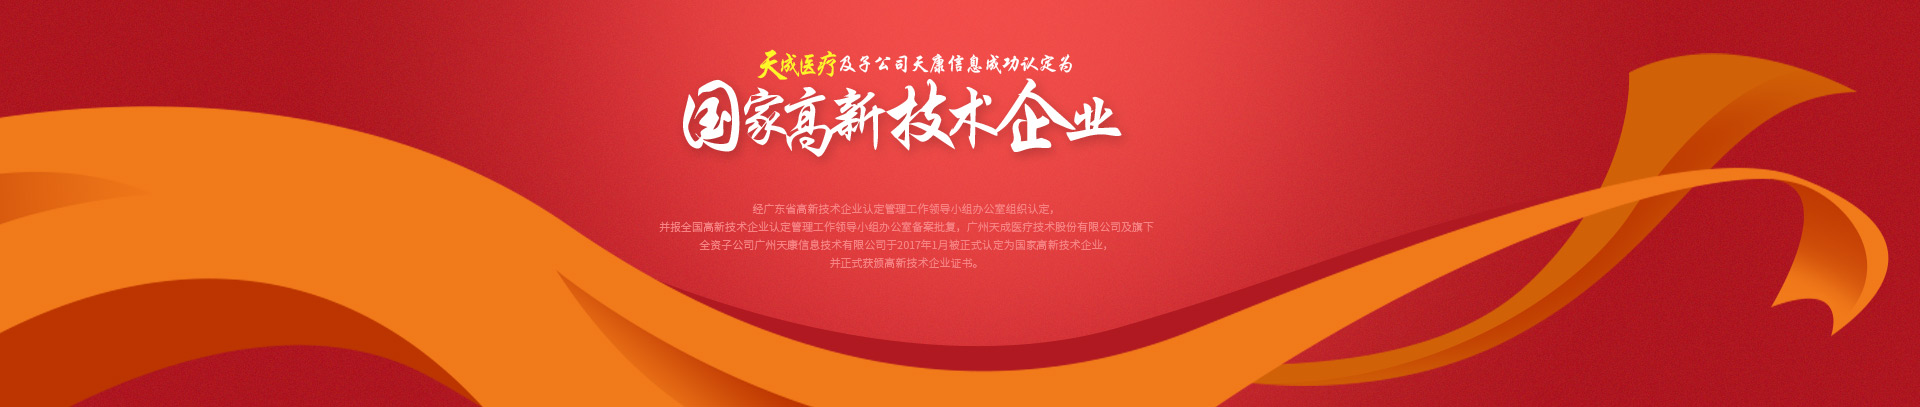 天成医疗及子公司天康信息成功认定为
国家高新技术企业
经广东省高新技术企业认定管理工作领导小组办公室组织认定，
并报全国高新技术企业认定管理工作领导小组办公室备案批复，广州天成医疗技术股份有限公司及旗下
全资子公司广州天康信息技术有限公司于2017年1月被正式认定为国家高新技术企业，
并正式获颁高新技术企业证书。